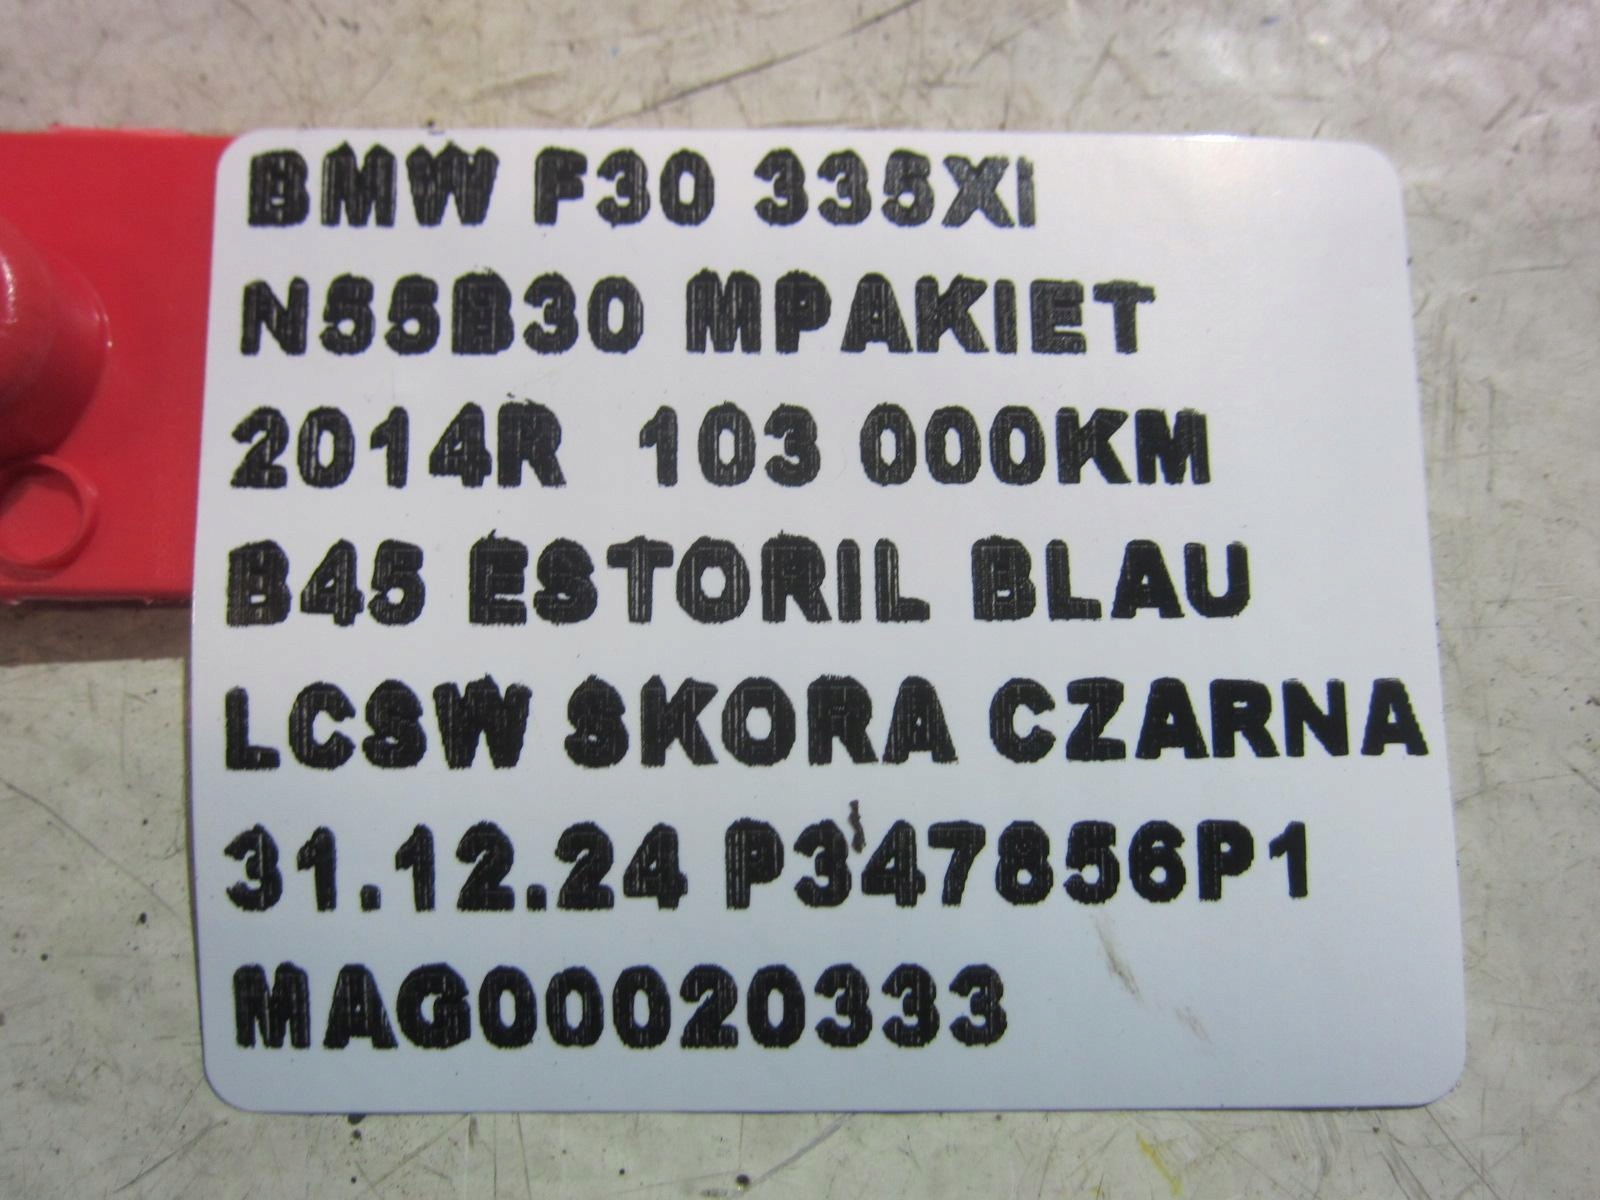 BMW F30 335XI
N55B30 MPAKIET
2014R 103 000KM
B45 ESTORIL BLAU
LCSW SKORA CZARNA
31.12.24 P347856P1
MAG00020333